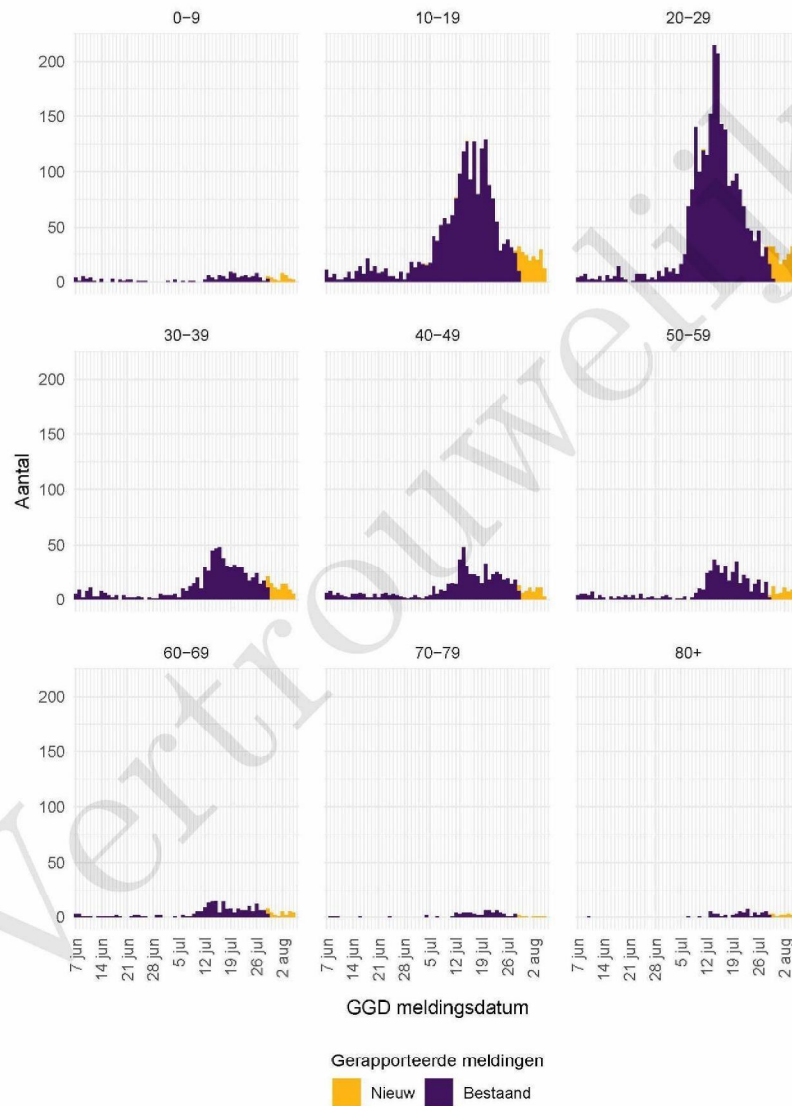 0-9 10-19 20-29
200
150
100
50
0
30-39 40-49 50-59
200
150
100
50
0
60-69 70-79 80+
200
150
100
50
0
Aantal
7 jun 14 jun 21 jun 28 jun 5 jul 12 jul 19 jul 26 jul 2 aug 7 jun 14 jun 21 jun 28 jun 5 jul 12 jul 19 jul 26 jul 2 aug 7 jun 14 jun 21 jun 28 jun 5 jul 12 jul 19 jul 26 jul 2 aug
GGD meldingsdatum
Gerapporteerde meldingen
Nieuw Bestaand
Vertrouwelijk